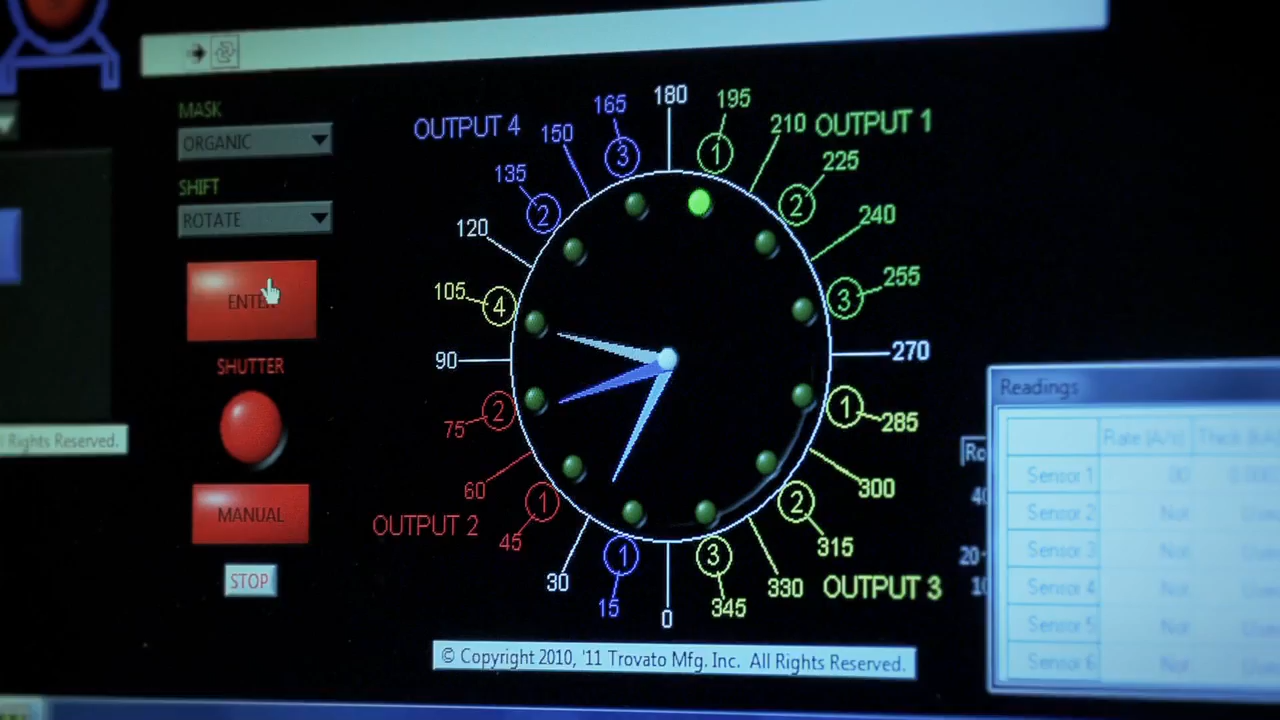 MASK
ORGANIC
SHIFT
ROTATE
ENTER
SHUTTER
MANUAL
STOP
OUTPUT 4
165
180
195
150
210
OUTPUT 1
135
3
1
225
2
2
120
240
105
4
3
255
90
270
75
2
1
285
60
300
OUTPUT 2
45
1
2
315
30
1
3
330
OUTPUT 3
15
0
345
© Copyright 2010, '11 Trovato Mfg. Inc. All Rights Reserved.
Rights Reserved.
Readings
Rate (A/s)
Sensor 1
Sensor 2
Sensor 3
Sensor 4
Sensor 5
Sensor 6